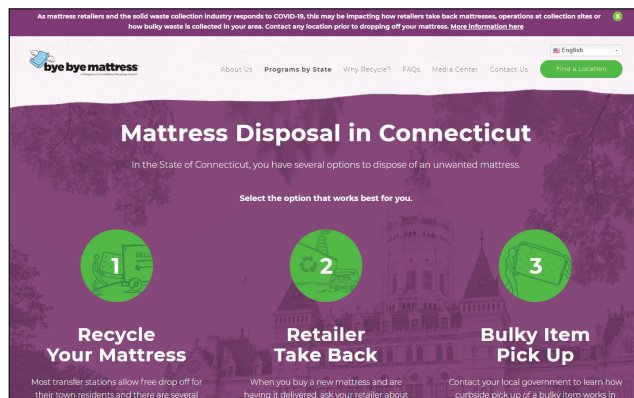 As mattress retailers and the solid waste collection industry responds to COVID-19, this may be impacting how retailers take back mattresses, operations at collection sites or
how bulky waste is collected in your area. Contact any location prior to dropping off your mattress. More information here
X
English
bye bye mattress
A Program of the Mattress Recycling Council
About Us Programs by State Why Recycle? FAQs Media Center Contact Us Find a Location
Mattress Disposal in Connecticut
In the State of Connecticut, you have several options to dispose of an unwanted mattress.
Select the option that works best for you.
1
2
3
Recycle
Your Mattress
Retailer
Take Back
Bulky Item
Pick Up
Most transfer stations allow free drop off for
their town residents and there are several
When you buy a new mattress and are
having it delivered, ask your retailer about
Contact your local government to learn how
curbside pick up of a bulky item works in